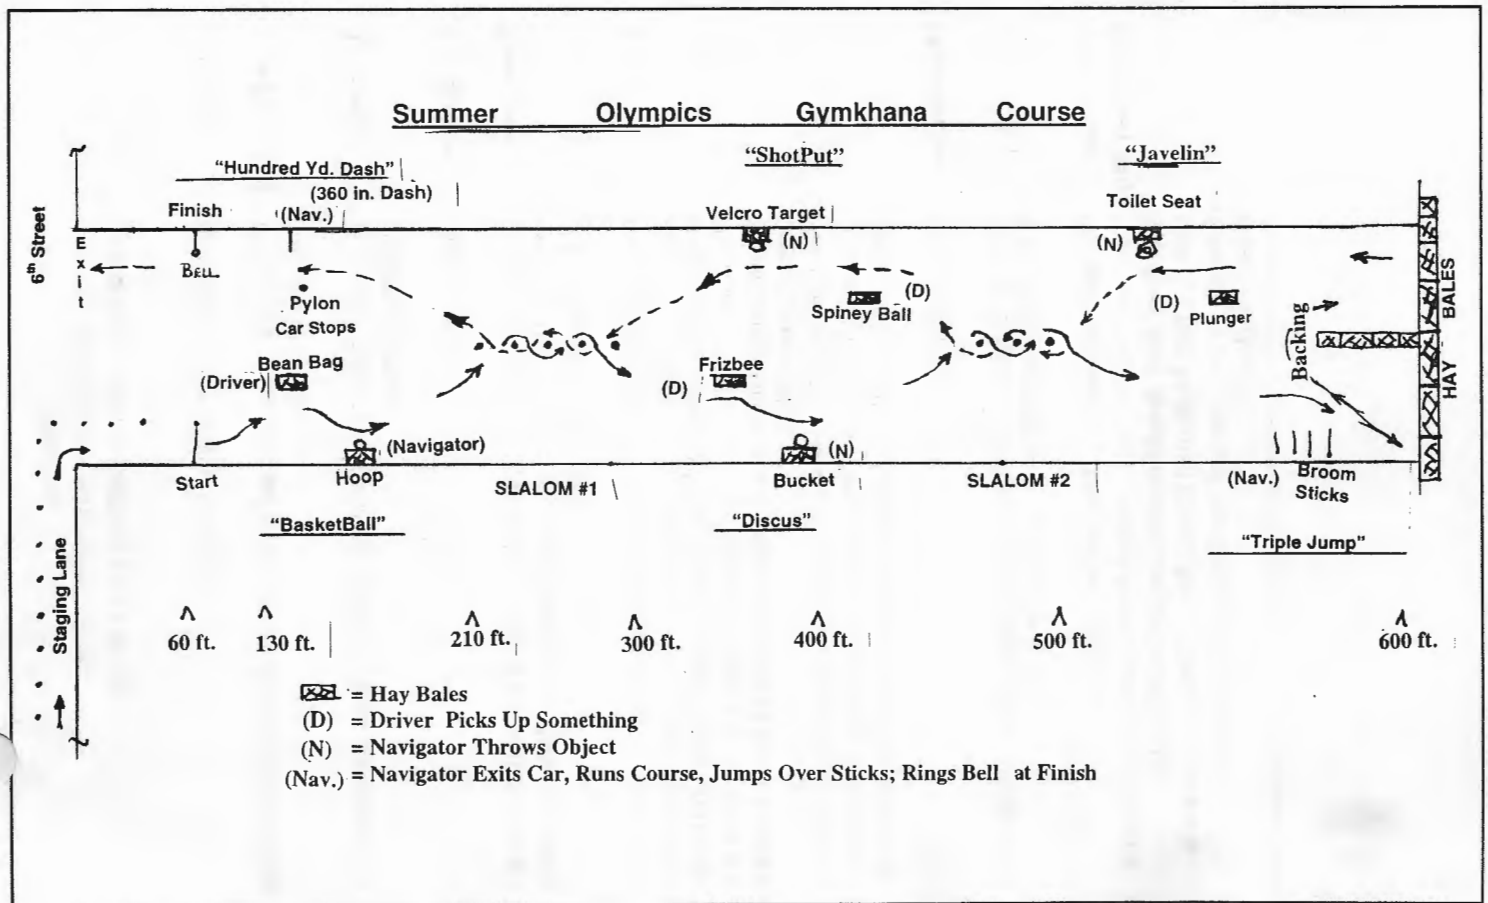 Summer Olympics Gymkhana Course
"Hundred Yd. Dash"
(360 in. Dash)
"ShotPut"
"Javelin"
Finish
(Nav.)
Velcro Target
Toilet Seat
6th Street
Exit
BELL
(N)
(N)
Pylon
Car Stops
(D)
Spiney Ball
(D)
Plunger
HAY BALES
Backing
Bean Bag
(Driver)
Frizbee
(D)
(Navigator)
(N)
Start
Hoop
SLALOM #1
Bucket
SLALOM #2
(Nav.)
Broom
Sticks
"BasketBall"
"Discus"
"Triple Jump"
Staging Lane
60 ft.
130 ft.
210 ft.
300 ft.
400 ft.
500 ft.
600 ft.
= Hay Bales
(D) = Driver Picks Up Something
(N) = Navigator Throws Object
(Nav.) = Navigator Exits Car, Runs Course, Jumps Over Sticks; Rings Bell at Finish